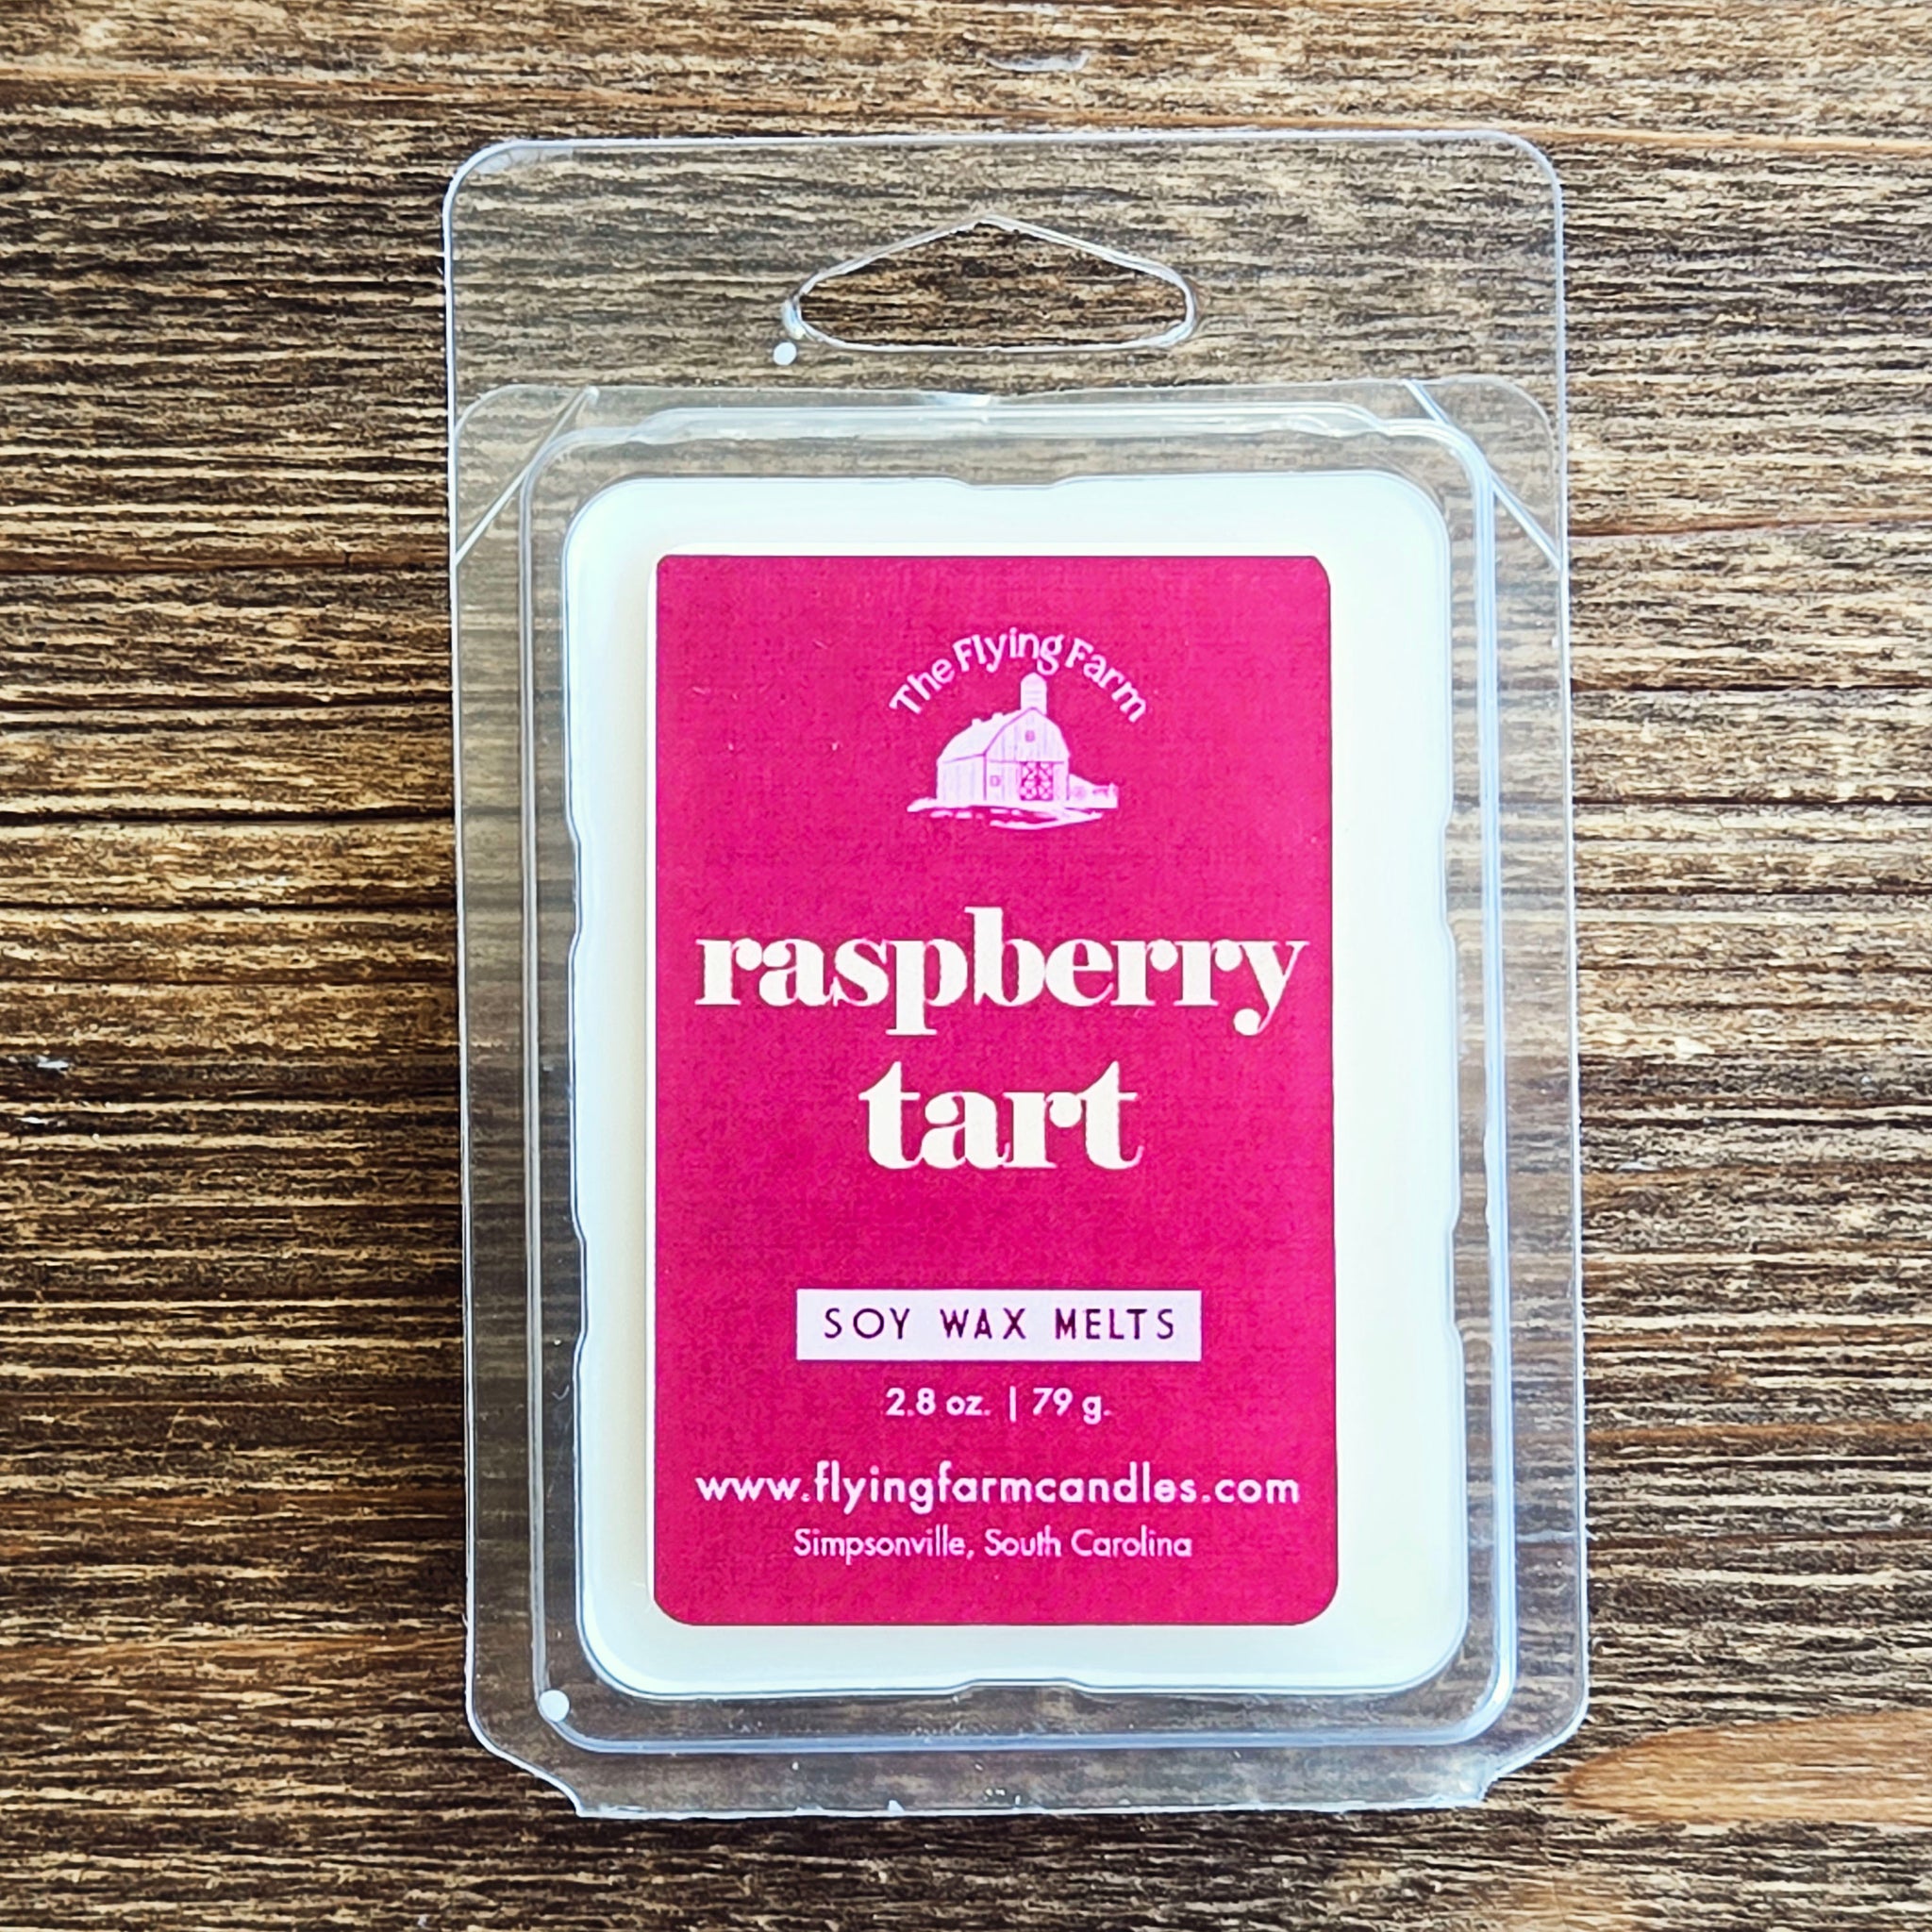 The Flying Farm
raspberry
tart
SOY WAX MELTS
2.8 oz. | 79 g.
www.flyingfarmcandles.com
Simpsonville, South Carolina